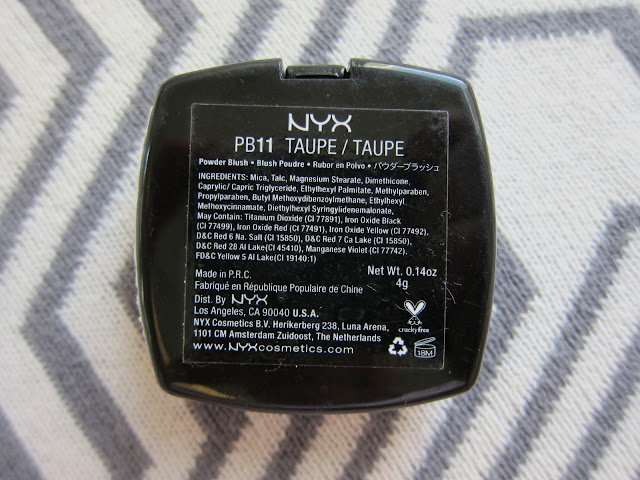 NYX
PB11 TAUPE / TAUPE
Powder Blush • Blush Poudre • Rubor en Polvo • パウダーブラッシュ
INGREDIENTS: Mica, Talc, Magnesium Stearate, Dimethicone,
Caprylic/ Capric Triglyceride, Ethylhexyl Palmitate, Methylparaben,
Propylparaben, Butyl Methoxydibenzoylmethane, Ethylhexyl
Methoxycinnamate, Diethylhexyl Syringylidenemalonate,
May Contain: Titanium Dioxide (CI 77891), Iron Oxide Black
(CI 77499), Iron Oxide Red (CI 77491), Iron Oxide Yellow (CI 77492),
D&C Red 6 Na. Salt (CI 15850), D&C Red 7 Ca Lake (CI 15850),
D&C Red 28 Al Lake(CI 45410), Manganese Violet (CI 77742),
FD&C Yellow 5 Al Lake (CI 19140:1)
Made in P.R.C.
Net Wt. 0.14oz
Fabriqué en République Populaire de Chine
4g
Dist. By NYX
Los Angeles, CA 90040 U.S.A.
NYX Cosmetics B.V. Herikerberg 238, Luna Arena,
1101 CM Amsterdam Zuidoost, The Netherlands
www.NYXcosmetics.com
crueltyfree
18M